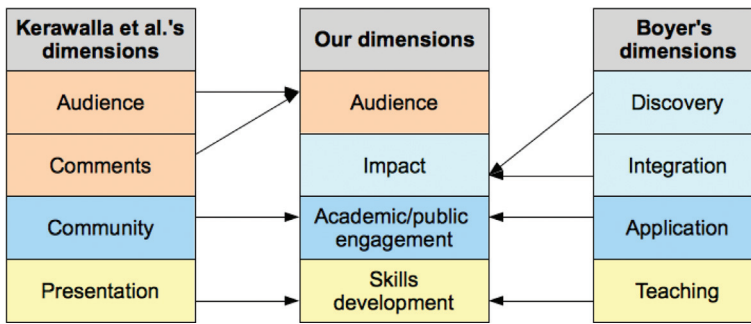 Kerawalla et al.'s
dimensions
Audience
Comments
Community
Presentation
Our dimensions
Audience
Impact
Academic/public
engagement
Skills
development
Boyer's
dimensions
Discovery
Integration
Application
Teaching